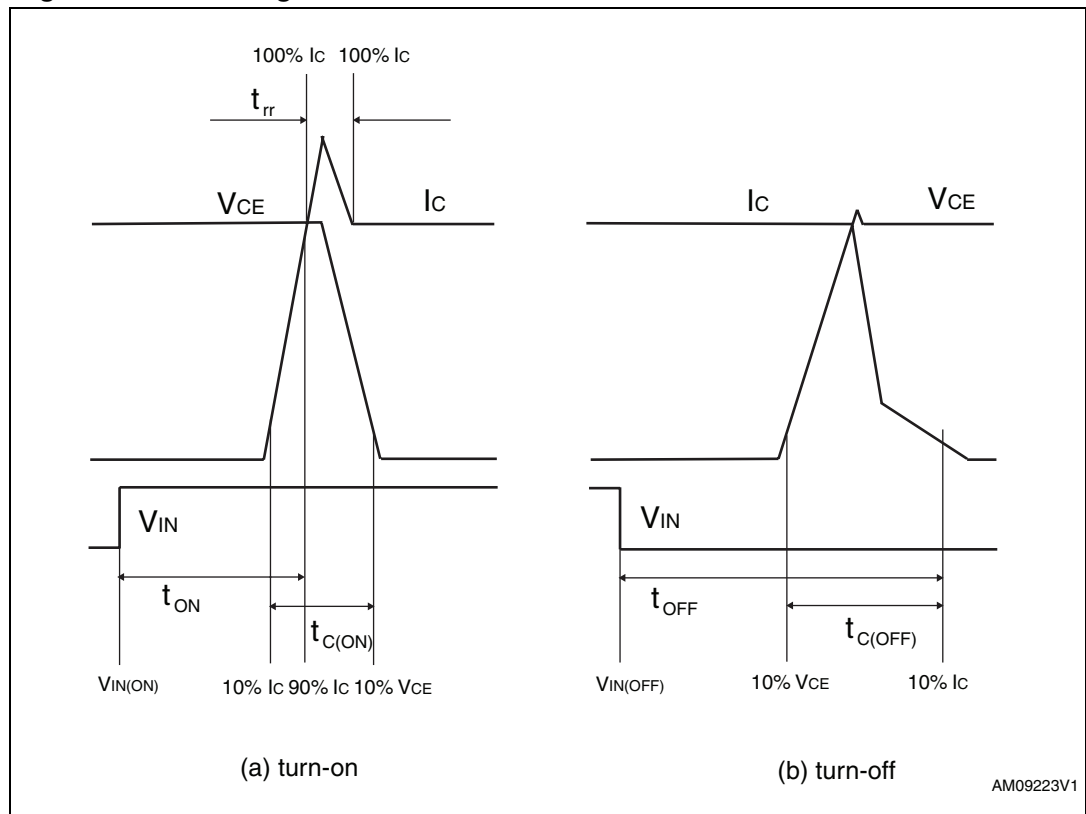 100% IC 100% IC
trr
VCE
IC
VIN
tON
tC(ON)
VIN(ON)
10% IC 90% IC 10% VCE
(a) turn-on
IC
VCE
VIN
tOFF
tC(OFF)
VIN(OFF)
10% VCE
10% IC
(b) turn-off
AM09223V1